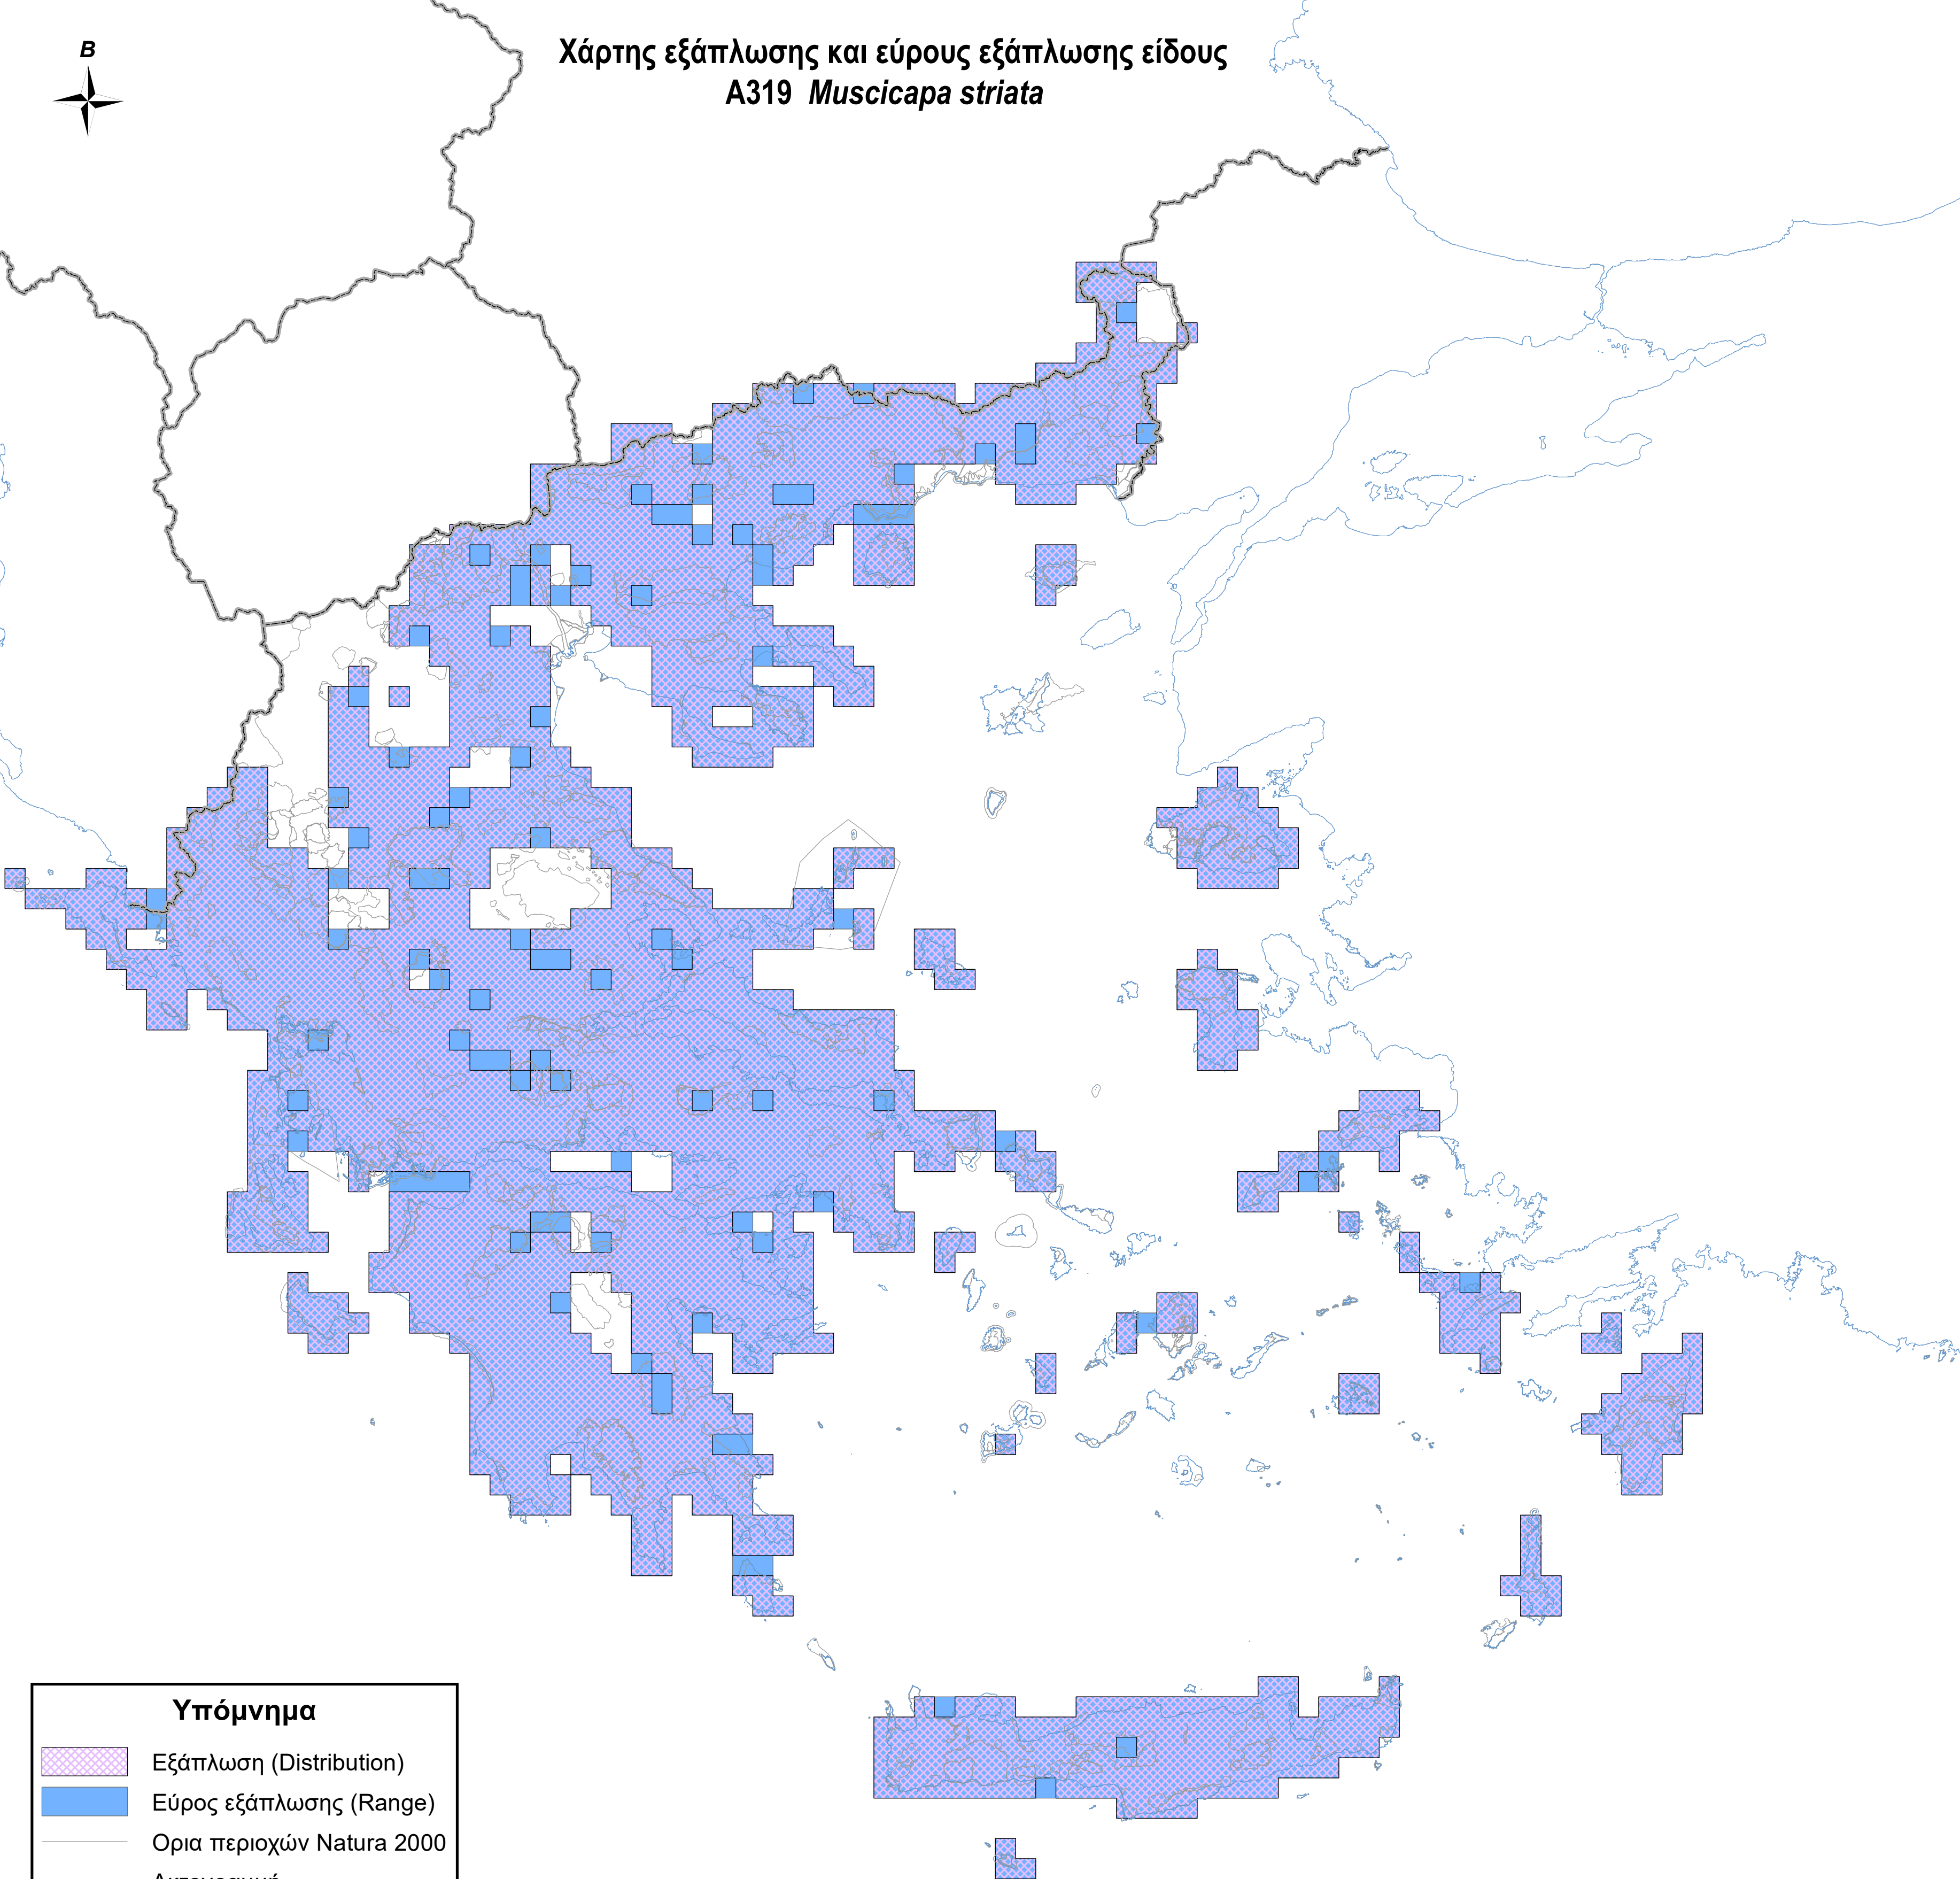 Β
Χάρτης εξάπλωσης και εύρους εξάπλωσης είδους
A319 Muscicapa striata
Υπόμνημα
Εξάπλωση (Distribution)
Εύρος εξάπλωσης (Range)
Ορια περιοχών Natura 2000